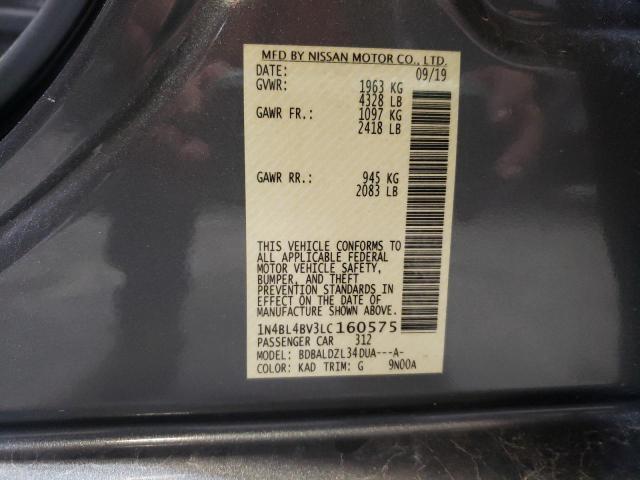 MFD BY NISSAN MOTOR CO., LTD.
DATE: 09/19
GVWR: 1963 KG
4328 LB
GAWR FR.: 1097 KG
2418 LB
GAWR RR.: 945 KG
2083 LB
THIS VEHICLE CONFORMS TO
ALL APPLICABLE FEDERAL
MOTOR VEHICLE SAFETY,
BUMPER, AND THEFT
PREVENTION STANDARDS IN
EFFECT ON THE DATE OF
MANUFACTURE SHOWN ABOVE.
1N4BL4BV3LC160575
PASSENGER CAR 312
MODEL: BDBALDZL34DUA---A-
COLOR: KAD TRIM: G 9N00A